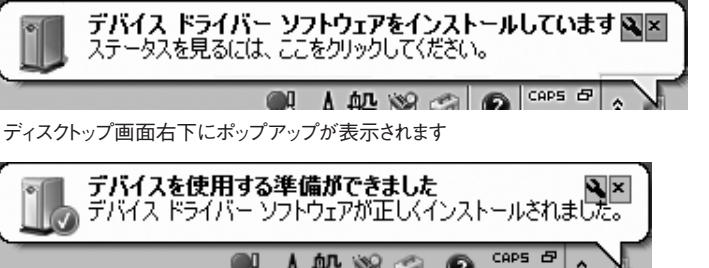 デバイス ドライバー ソフトウェアをインストールしています
ステータスを見るには、ここをクリックしてください。
CAPS
ディスクトップ画面右下にポップアップが表示されます
デバイスを使用する準備ができました
デバイス ドライバー ソフトウェアが正しくインストールされました。
CAPS